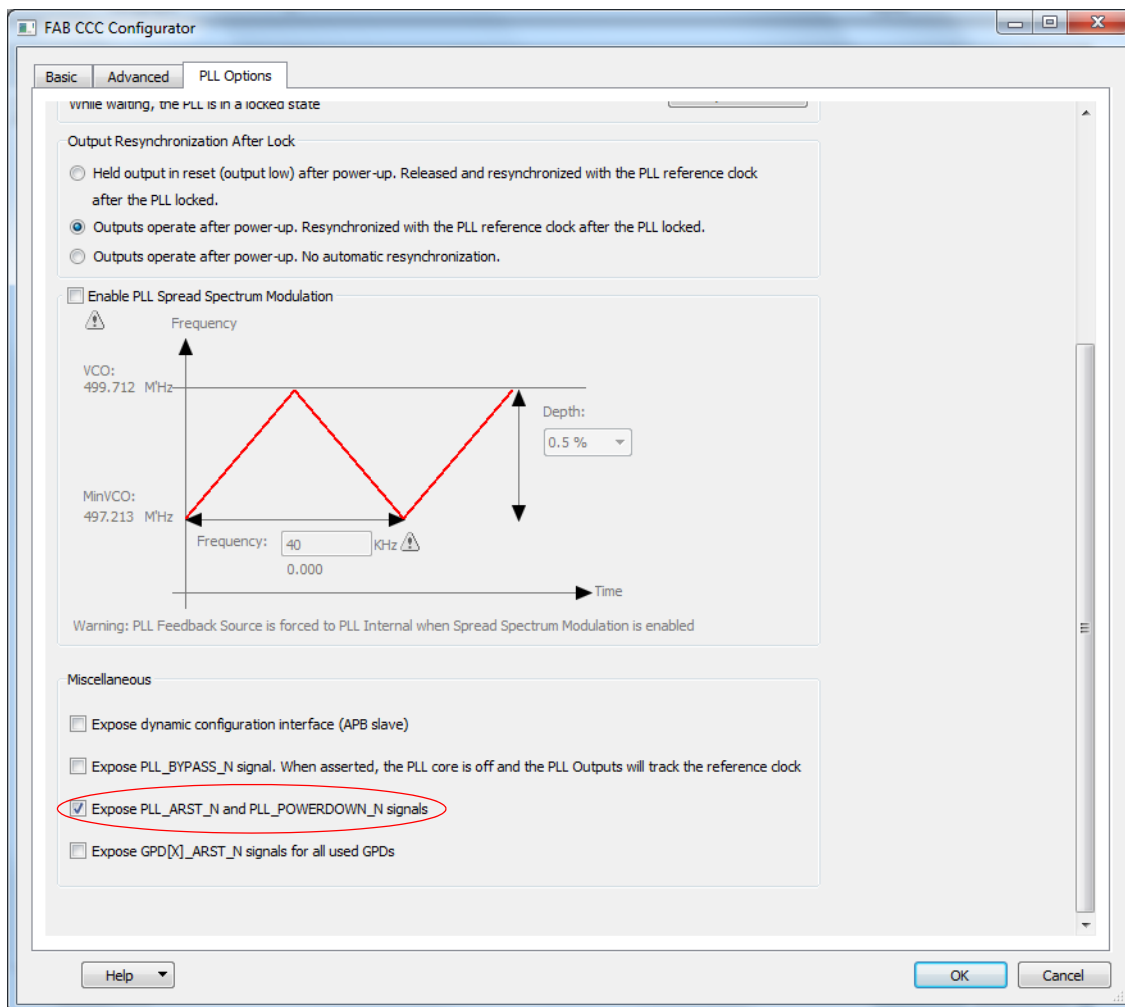 FAB CCC Configurator
Basic
Advanced
PLL Options
While waiting, the PLL is in a locked state
Output Resynchronization After Lock
Held output in reset (output low) after power-up. Released and resynchronized with the PLL reference clock
after the PLL locked.
Outputs operate after power-up. Resynchronized with the PLL reference clock after the PLL locked.
Outputs operate after power-up. No automatic resynchronization.
Enable PLL Spread Spectrum Modulation
Frequency
VCO:
499.712 M'Hz
Depth:
0.5 %
MinVCO:
497.213 M'Hz
Frequency: 40 KHz
0.000
Time
Warning: PLL Feedback Source is forced to PLL Internal when Spread Spectrum Modulation is enabled
Miscellaneous
Expose dynamic configuration interface (APB slave)
Expose PLL_BYPASS_N signal. When asserted, the PLL core is off and the PLL Outputs will track the reference clock
Expose PLL_ARST_N and PLL_POWERDOWN_N signals
Expose GPD[X]_ARST_N signals for all used GPDs
Help
OK
Cancel